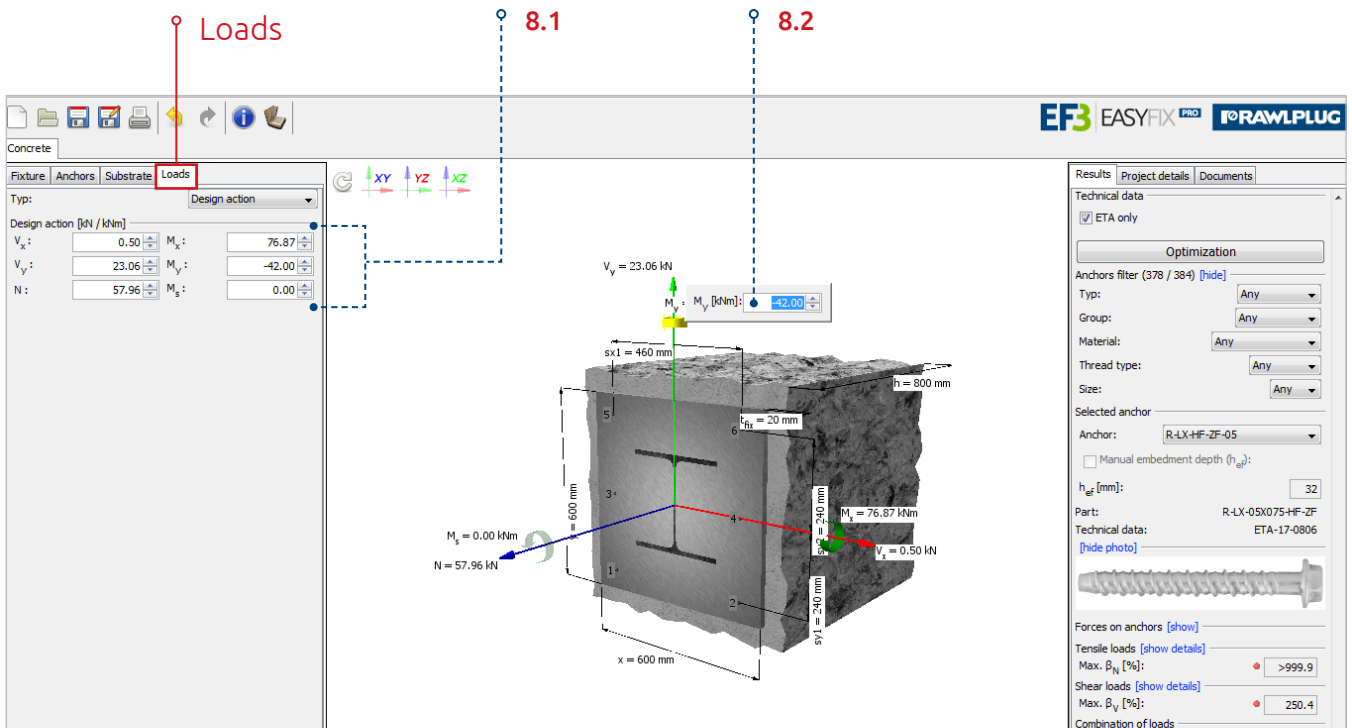 Loads
8.1
8.2
EF3 EASYFIX PRO RAWLPLUG
Concrete
Fixture Anchors Substrate Loads
Typ: Design action
Design action [kN / kNm]
Vx: 0.50 Mx: 76.87
Vy: 23.06 My: -42.00
N: 57.96 Ms: 0.00
XY YZ XZ
Vy = 23.06 kN
My
My [kNm]: -42.00
sx1 = 460 mm
h = 800 mm
tfix = 20 mm
5
6
3
4
1
2
y = 600 mm
sy2 = 240 mm
sy1 = 240 mm
Mx = 76.87 kNm
Vx = 0.50 kN
Ms = 0.00 kNm
N = 57.96 kN
x = 600 mm
Results Project details Documents
Technical data
ETA only
Optimization
Anchors filter (378 / 384) [hide]
Typ: Any
Group: Any
Material: Any
Thread type: Any
Size: Any
Selected anchor
Anchor: R-LX-HF-ZF-05
Manual embedment depth (hef):
hef [mm]: 32
Part: R-LX-05X075-HF-ZF
Technical data: ETA-17-0806
[hide photo]
Forces on anchors [show]
Tensile loads [show details]
Max. βN [%]: >999.9
Shear loads [show details]
Max. βV [%]: 250.4
Combination of loads